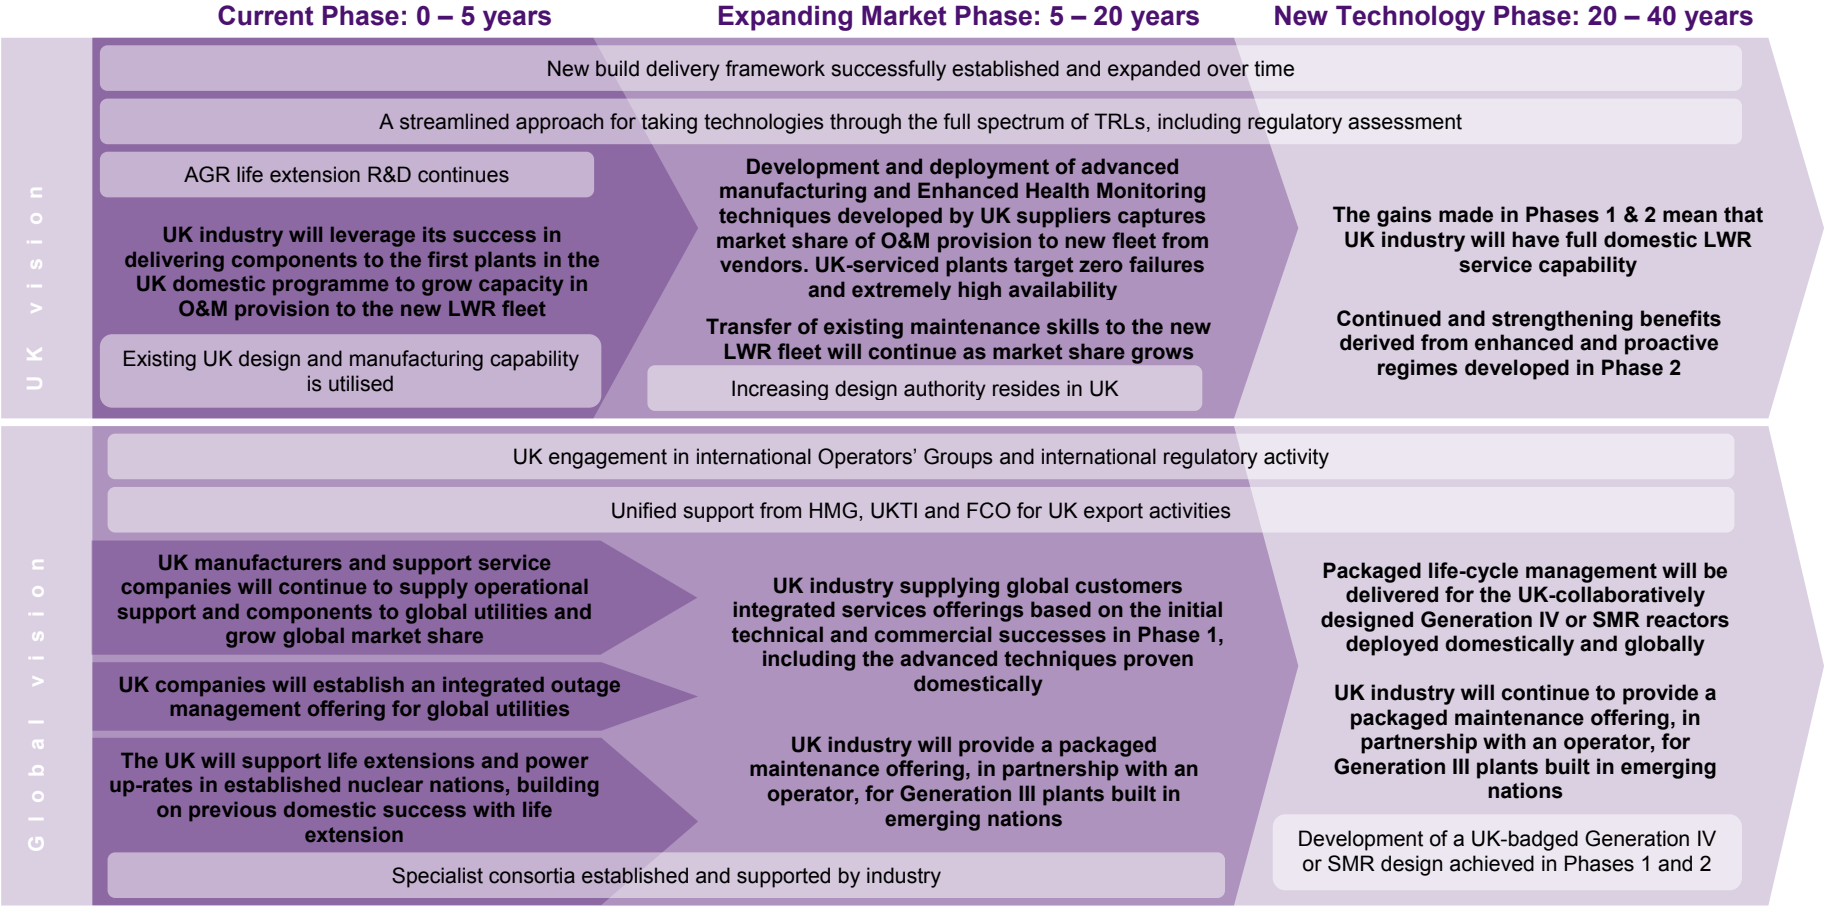 Current Phase: 0 – 5 years
Expanding Market Phase: 5 – 20 years
New Technology Phase: 20 – 40 years
UK vision
New build delivery framework successfully established and expanded over time
A streamlined approach for taking technologies through the full spectrum of TRLs, including regulatory assessment
AGR life extension R&D continues
UK industry will leverage its success in
delivering components to the first plants in the
UK domestic programme to grow capacity in
O&M provision to the new LWR fleet
Existing UK design and manufacturing capability
is utilised
Development and deployment of advanced
manufacturing and Enhanced Health Monitoring
techniques developed by UK suppliers captures
market share of O&M provision to new fleet from
vendors. UK-serviced plants target zero failures
and extremely high availability
Transfer of existing maintenance skills to the new
LWR fleet will continue as market share grows
Increasing design authority resides in UK
The gains made in Phases 1 & 2 mean that
UK industry will have full domestic LWR
service capability
Continued and strengthening benefits
derived from enhanced and proactive
regimes developed in Phase 2
Global vision
UK engagement in international Operators’ Groups and international regulatory activity
Unified support from HMG, UKTI and FCO for UK export activities
UK manufacturers and support service
companies will continue to supply operational
support and components to global utilities and
grow global market share
UK companies will establish an integrated outage
management offering for global utilities
The UK will support life extensions and power
up-rates in established nuclear nations, building
on previous domestic success with life
extension
Specialist consortia established and supported by industry
UK industry supplying global customers
integrated services offerings based on the initial
technical and commercial successes in Phase 1,
including the advanced techniques proven
domestically
UK industry will provide a packaged
maintenance offering, in partnership with an
operator, for Generation III plants built in
emerging nations
Packaged life-cycle management will be
delivered for the UK-collaboratively
designed Generation IV or SMR reactors
deployed domestically and globally
UK industry will continue to provide a
packaged maintenance offering, in
partnership with an operator, for
Generation III plants built in emerging
nations
Development of a UK-badged Generation IV
or SMR design achieved in Phases 1 and 2